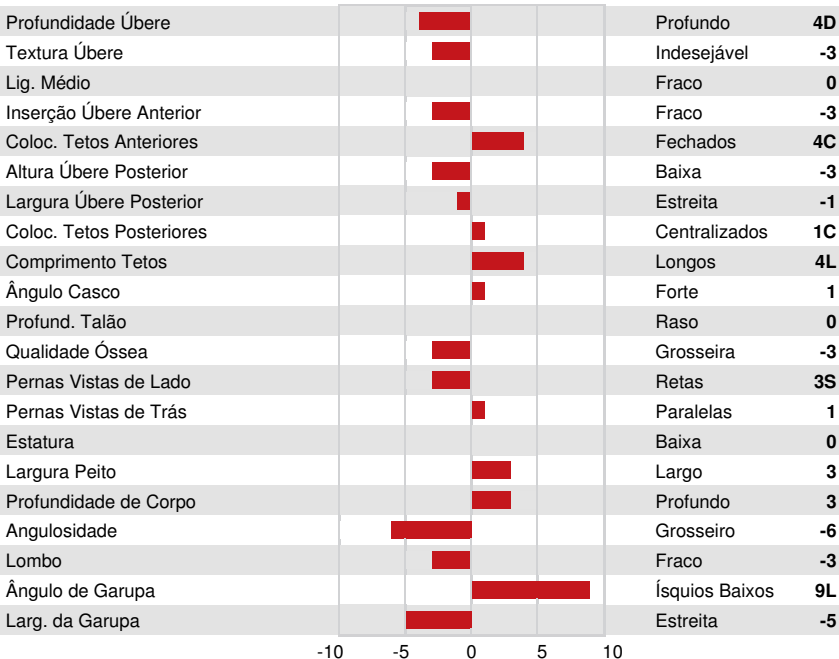 Profundidade Úbere Profundo 4D
Textura Úbere Indesejável -3
Lig. Médio Fraco 0
Inserção Úbere Anterior Fraco -3
Coloc. Tetos Anteriores Fechados 4C
Altura Úbere Posterior Baixa -3
Largura Úbere Posterior Estreita -1
Coloc. Tetos Posteriores Centralizados 1C
Comprimento Tetos Longos 4L
Ângulo Casco Forte 1
Profund. Talão Raso 0
Qualidade Óssea Grosseira -3
Pernas Vistas de Lado Retas 3S
Pernas Vistas de Trás Paralelas 1
Estatura Baixa 0
Largura Peito Largo 3
Profundidade de Corpo Profundo 3
Angulosidade Grosseiro -6
Lombo Fraco -3
Ângulo de Garupa Ísquios Baixos 9L
Larg. da Garupa Estreita -5
-10 -5 0 5 10